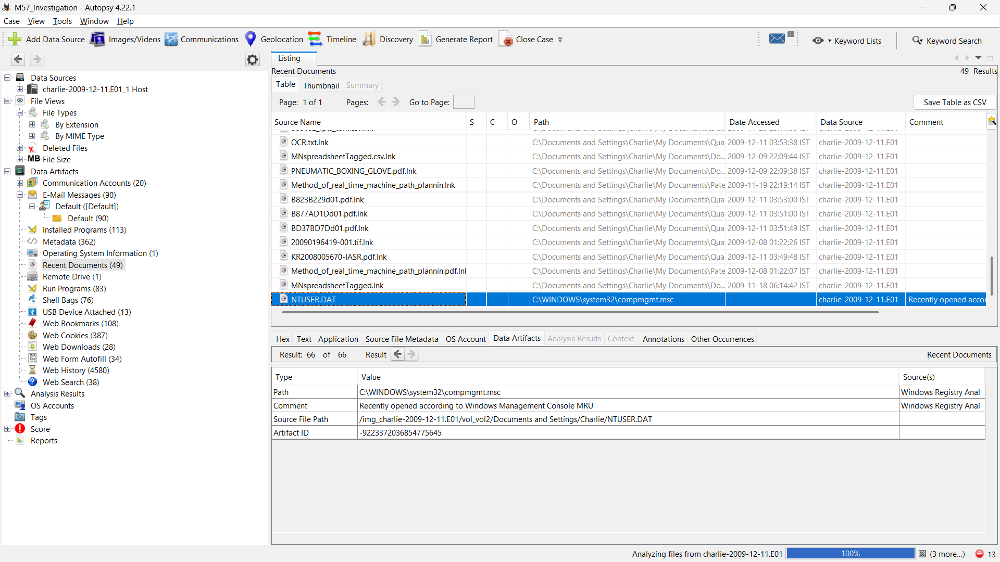 M57_Investigation - Autopsy 4.22.1
Case View Tools Window Help
Add Data Source Images/Videos Communications Geolocation Timeline Discovery Generate Report Close Case 1 Keyword Lists Keyword Search
Data Sources
charlie-2009-12-11.E01_1 Host
File Views
File Types
By Extension
By MIME Type
Deleted Files
MB File Size
Data Artifacts
Communication Accounts (20)
E-Mail Messages (90)
Default ([Default])
Default (90)
Installed Programs (113)
Metadata (362)
Operating System Information (1)
Recent Documents (49)
Remote Drive (1)
Run Programs (83)
Shell Bags (76)
USB Device Attached (13)
Web Bookmarks (108)
Web Cookies (387)
Web Downloads (28)
Web Form Autofill (34)
Web History (4580)
Web Search (38)
Analysis Results
OS Accounts
Tags
Score
Reports
Listing
Recent Documents 49 Results
Table Thumbnail Summary
Page: 1 of 1 Pages: Go to Page: Save Table as CSV
Source Name S C O Path Date Accessed Data Source Comment
OCR.txt.lnk C:\Documents and Settings\Charlie\My Documents\Qua 2009-12-11 03:53:38 IST charlie-2009-12-11.E01
MNspreadsheetTagged.csv.lnk C:\Documents and Settings\Charlie\My Documents\Do... 2009-12-09 22:09:44 IST charlie-2009-12-11.E01
PNEUMATIC_BOXING_GLOVE.pdf.lnk C:\Documents and Settings\Charlie\My Documents\Do... 2009-12-09 22:09:38 IST charlie-2009-12-11.E01
Method_of_real_time_machine_path_plannin.lnk C:\Documents and Settings\Charlie\My Documents\Pate 2009-11-19 22:19:14 IST charlie-2009-12-11.E01
B823B229d01.pdf.lnk C:\Documents and Settings\Charlie\My Documents\Qua 2009-12-11 03:53:00 IST charlie-2009-12-11.E01
B877AD1Dd01.pdf.lnk C:\Documents and Settings\Charlie\My Documents\Qua 2009-12-11 03:51:00 IST charlie-2009-12-11.E01
BD37BD7Dd01.pdf.lnk C:\Documents and Settings\Charlie\My Documents\Qua 2009-12-11 03:51:49 IST charlie-2009-12-11.E01
20090196419-001.tif.lnk C:\Documents and Settings\Charlie\My Documents\Qua 2009-12-08 01:22:26 IST charlie-2009-12-11.E01
KR2008005670-IASR.pdf.lnk C:\Documents and Settings\Charlie\My Documents\Qua 2009-12-11 03:49:48 IST charlie-2009-12-11.E01
Method_of_real_time_machine_path_plannin.pdf.lnk C:\Documents and Settings\Charlie\My Documents\Pate 2009-12-08 01:22:07 IST charlie-2009-12-11.E01
MNspreadsheetTagged.lnk C:\Documents and Settings\Charlie\My Documents\Do... 2009-11-18 06:14:42 IST charlie-2009-12-11.E01
NTUSER.DAT C:\WINDOWS\system32\compmgmt.msc charlie-2009-12-11.E01 Recently opened accor
Hex Text Application Source File Metadata OS Account Data Artifacts Analysis Results Context Annotations Other Occurrences
Result: 66 of 66 Result Recent Documents
Type Value Source(s)
Path C:\WINDOWS\system32\compmgmt.msc Windows Registry Anal
Comment Recently opened according to Windows Management Console MRU Windows Registry Anal
Source File Path /img_charlie-2009-12-11.E01/vol_vol2/Documents and Settings/Charlie/NTUSER.DAT
Artifact ID -9223372036854775645
Analyzing files from charlie-2009-12-11.E01 100% (3 more...) 13